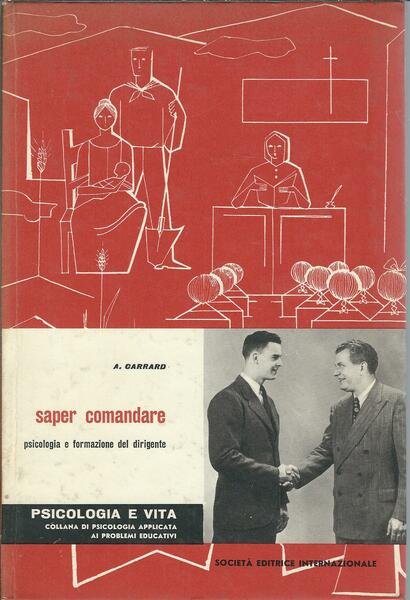 A. CARRARD
saper comandare
psicologia e formazione del dirigente
PSICOLOGIA E VITA
COLLANA DI PSICOLOGIA APPLICATA
AI PROBLEMI EDUCATIVI
SOCIETÀ EDITRICE INTERNAZIONALE